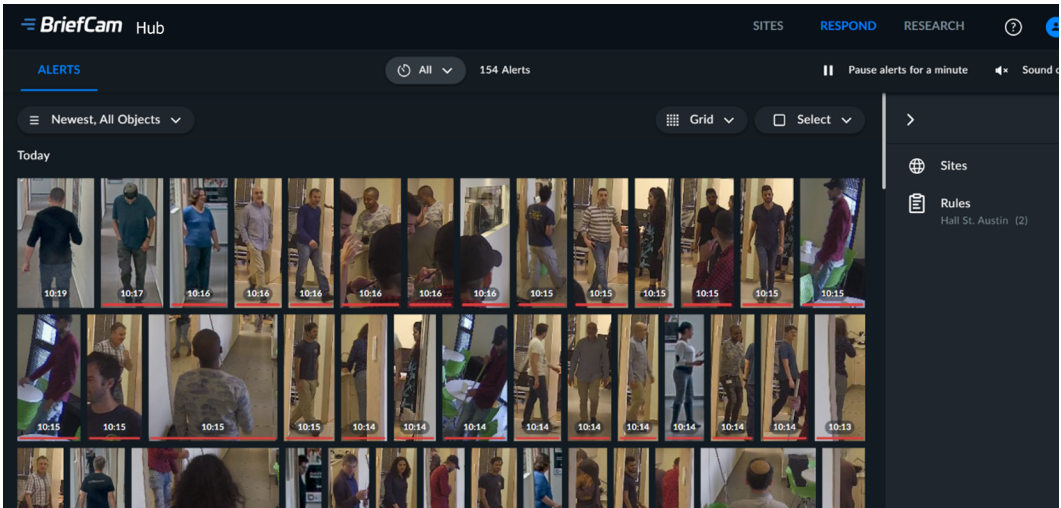 BriefCam Hub
SITES
RESPOND
RESEARCH
?
ALERTS
All
154 Alerts
Pause alerts for a minute
Sound
Newest, All Objects
Grid
Select
Today
Sites
Rules
Hall St. Austin (2)
10:19
10:17
10:16
10:16
10:16
10:16
10:16
10:16
10:15
10:15
10:15
10:15
10:15
10:15
10:15
10:15
10:15
10:15
10:14
10:14
10:14
10:14
10:14
10:14
10:14
10:14
10:14
10:13